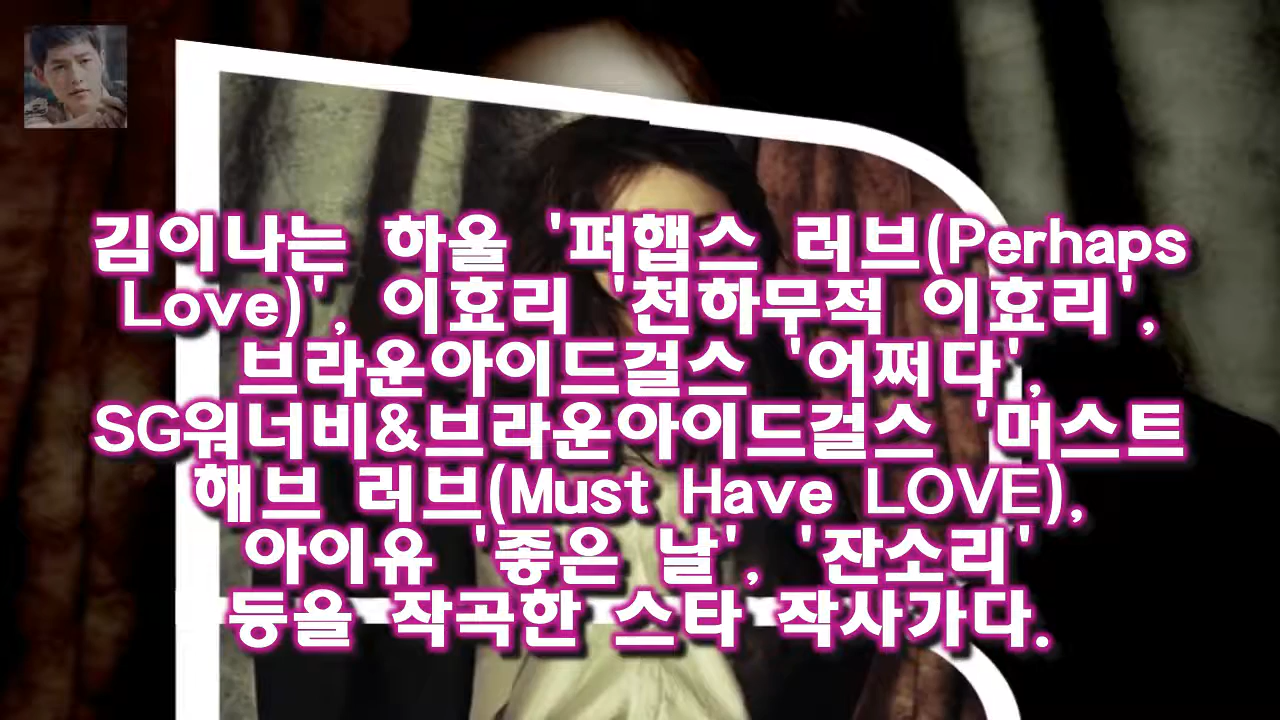 김이나는 하울 '퍼햅스 러브(Perhaps
Love)', 이효리 '천하무적 이효리',
브라운아이드걸스 '어쩌다',
SG워너비&브라운아이드걸스 '머스트
해브 러브(Must Have LOVE),
아이유 '좋은 날', '잔소리'
등을 작곡한 스타 작사가다.